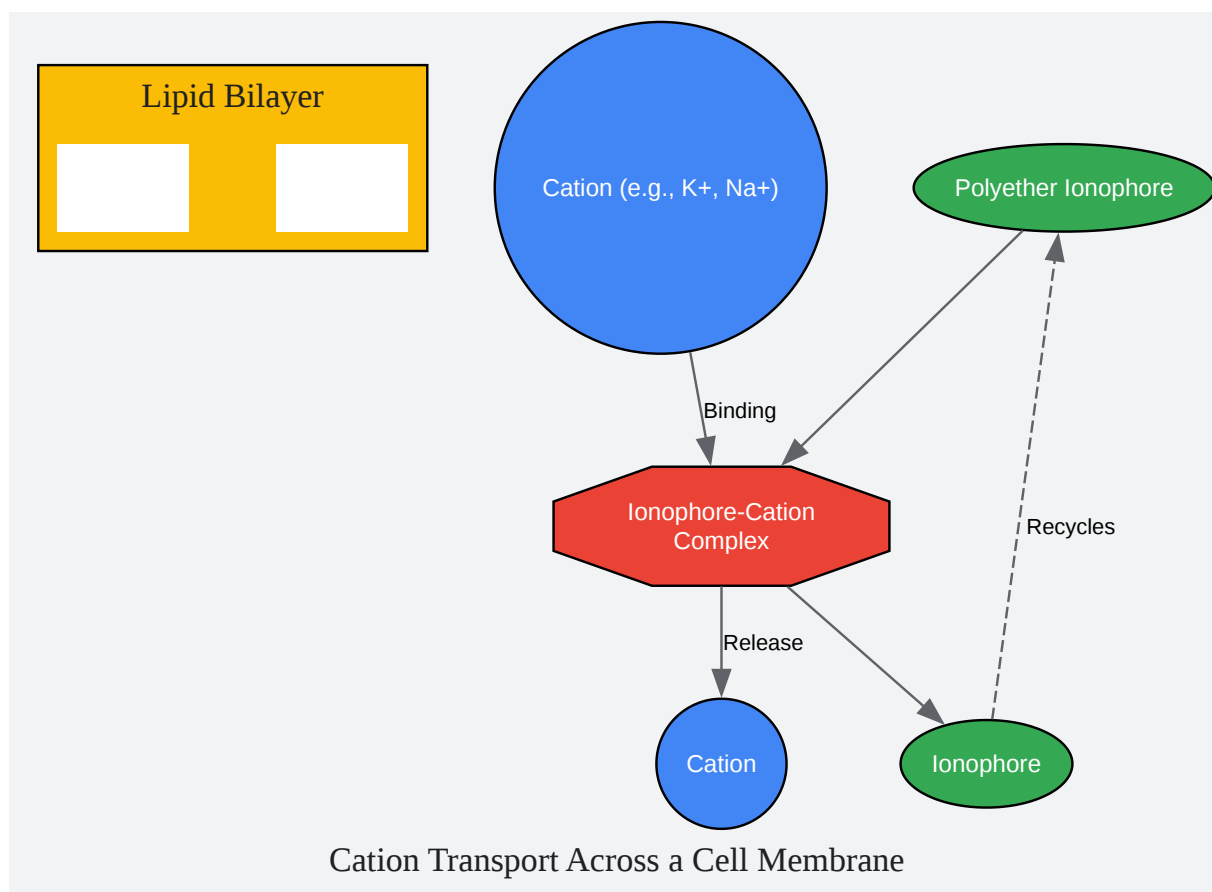 Lipid Bilayer
Cation (e.g., K+, Na+)
Polyether Ionophore
Binding
Ionophore-Cation
Complex
Recycles
Release
Cation
Ionophore
Cation Transport Across a Cell Membrane